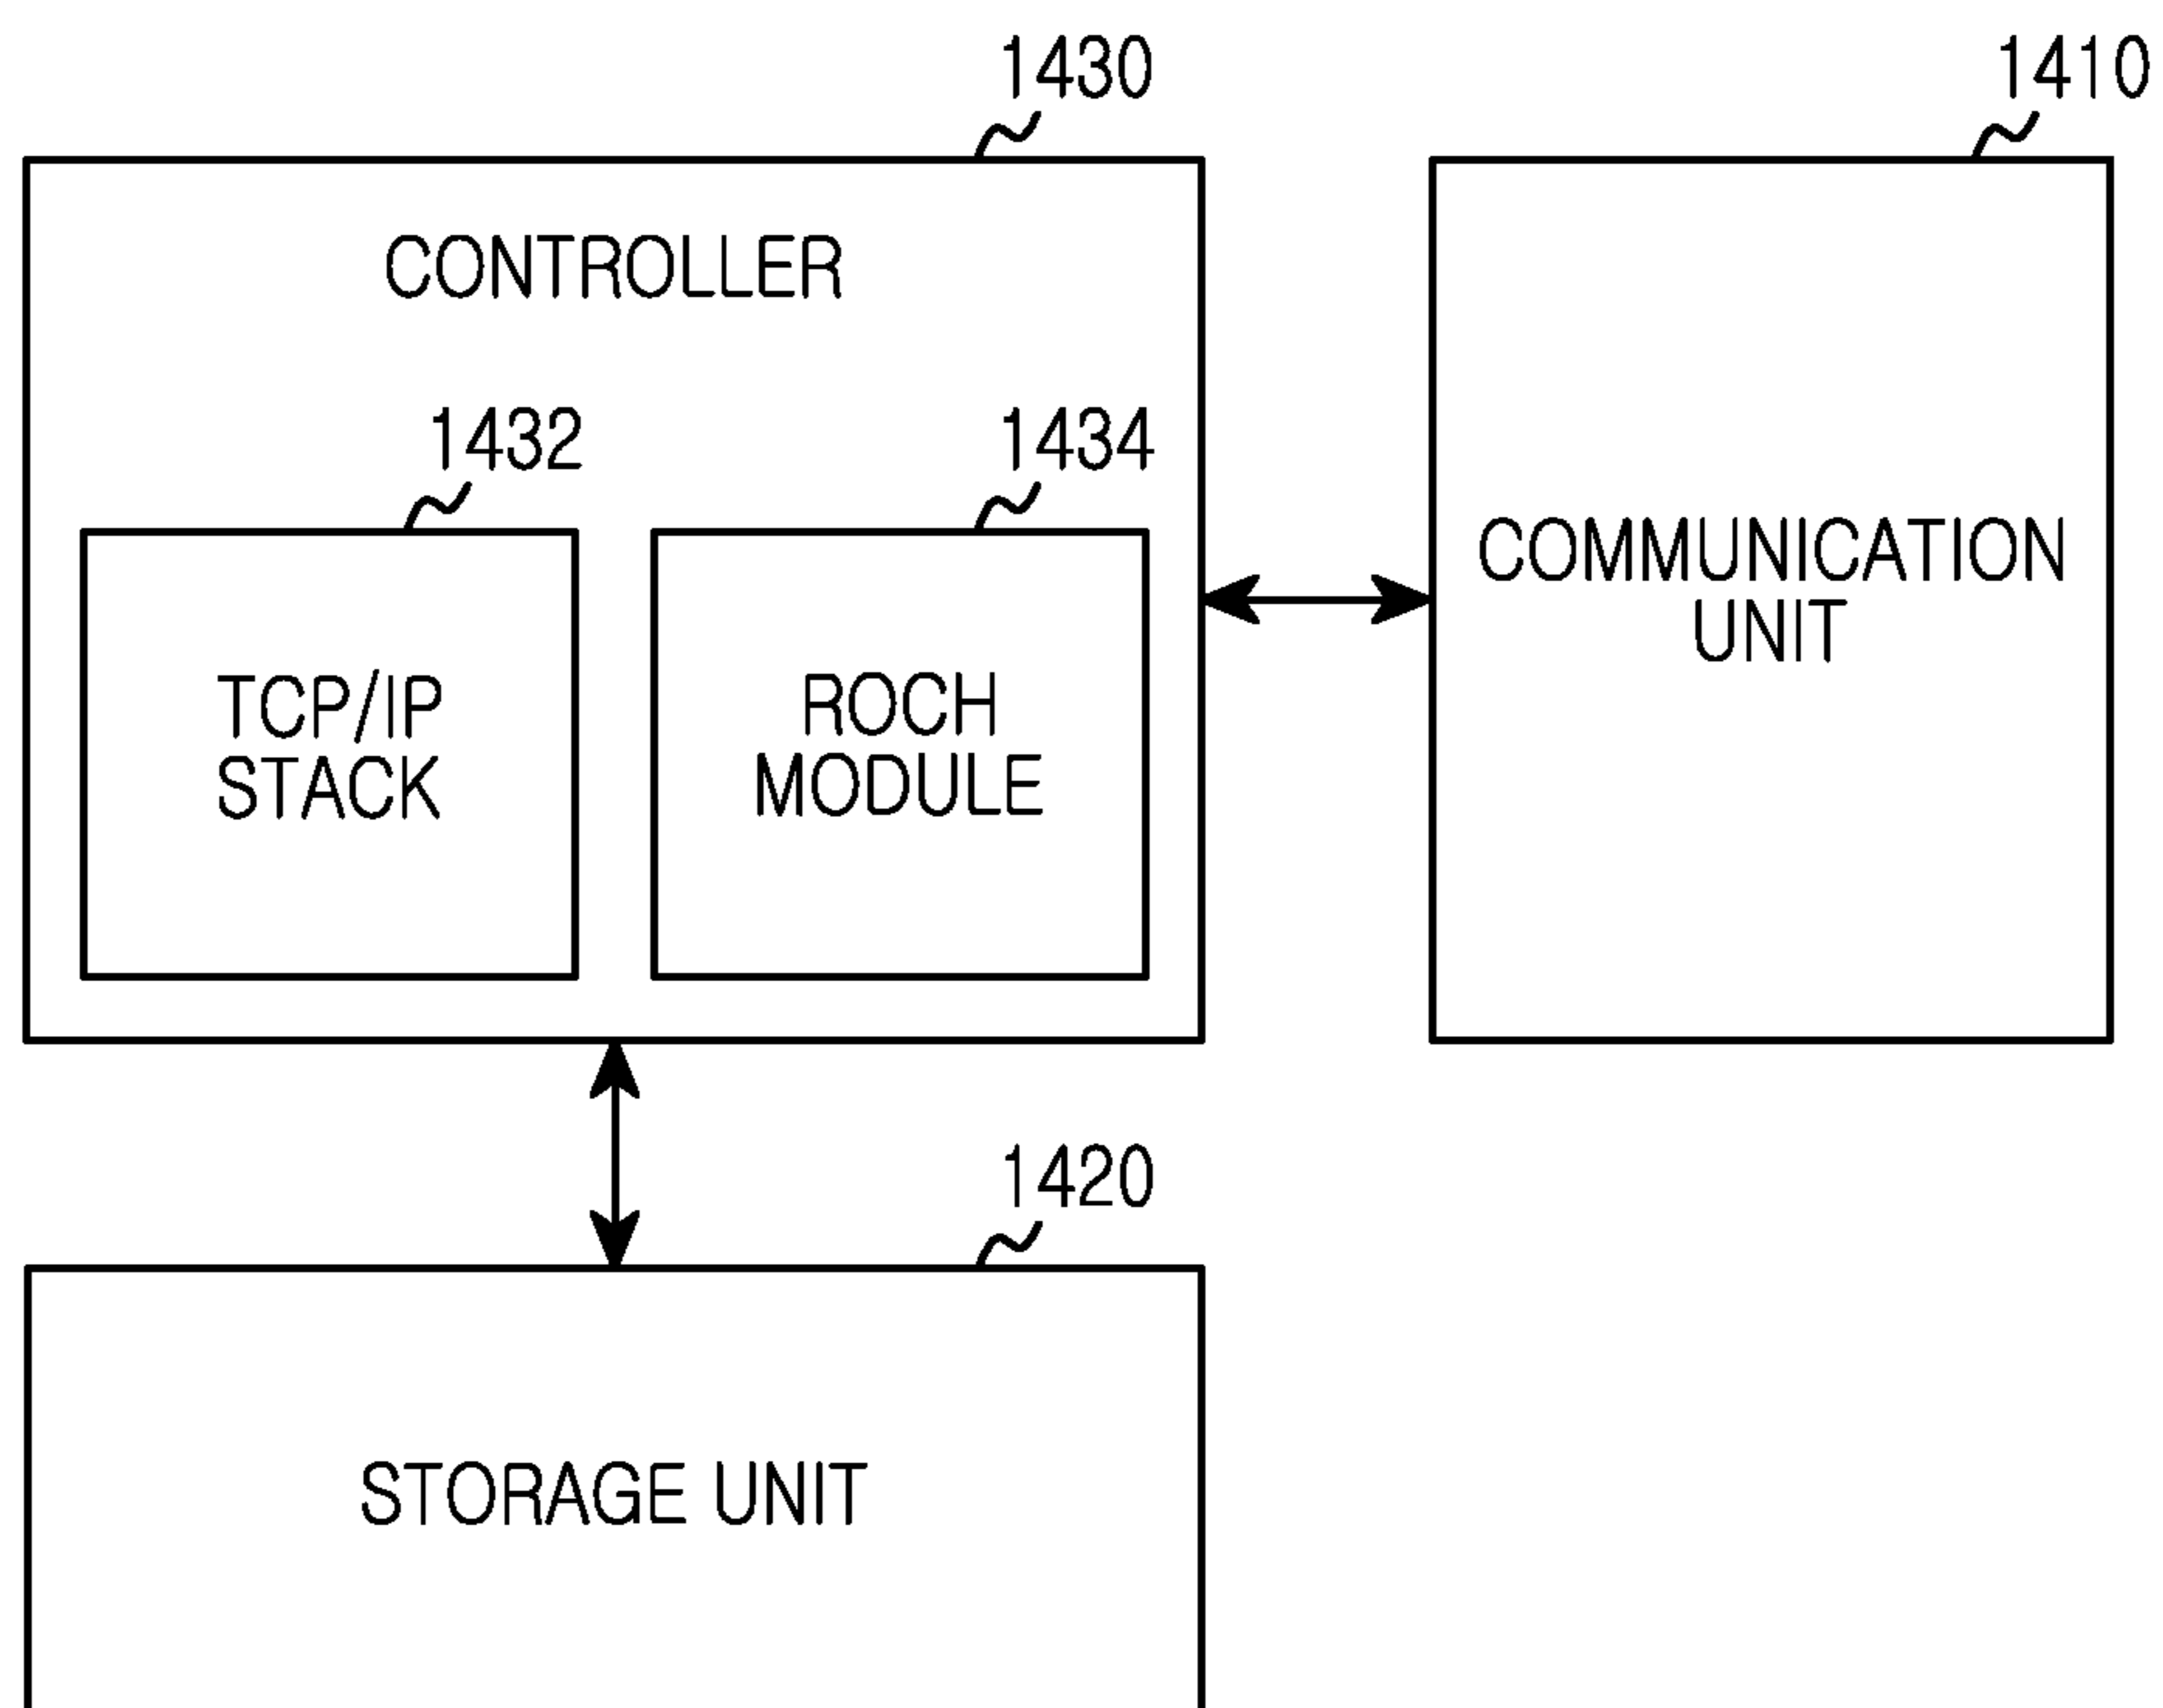 1430
1410
CONTROLLER
1432
1434
TCP/IP
STACK
ROCH
MODULE
COMMUNICATION
UNIT
1420
STORAGE UNIT